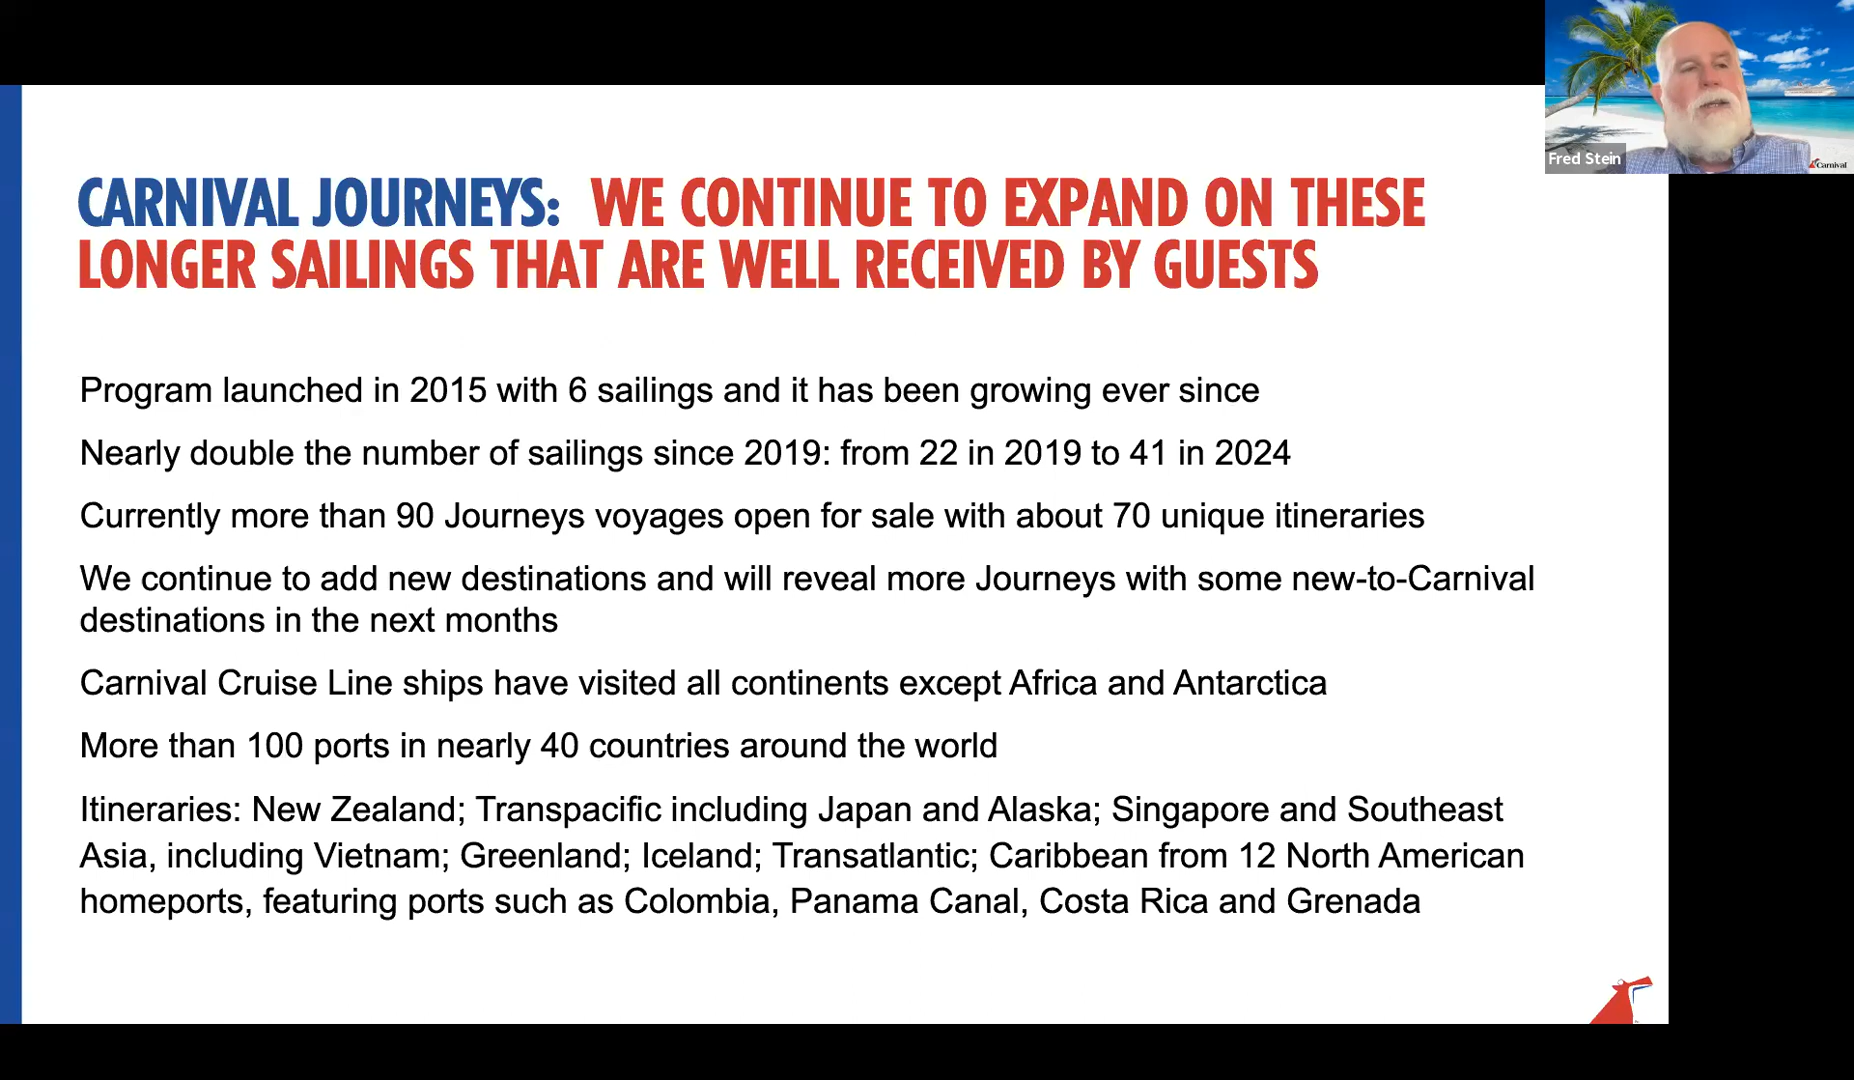 Fred Stein
Carnival
CARNIVAL JOURNEYS: WE CONTINUE TO EXPAND ON THESE
LONGER SAILINGS THAT ARE WELL RECEIVED BY GUESTS
Program launched in 2015 with 6 sailings and it has been growing ever since
Nearly double the number of sailings since 2019: from 22 in 2019 to 41 in 2024
Currently more than 90 Journeys voyages open for sale with about 70 unique itineraries
We continue to add new destinations and will reveal more Journeys with some new-to-Carnival
destinations in the next months
Carnival Cruise Line ships have visited all continents except Africa and Antarctica
More than 100 ports in nearly 40 countries around the world
Itineraries: New Zealand; Transpacific including Japan and Alaska; Singapore and Southeast
Asia, including Vietnam; Greenland; Iceland; Transatlantic; Caribbean from 12 North American
homeports, featuring ports such as Colombia, Panama Canal, Costa Rica and Grenada